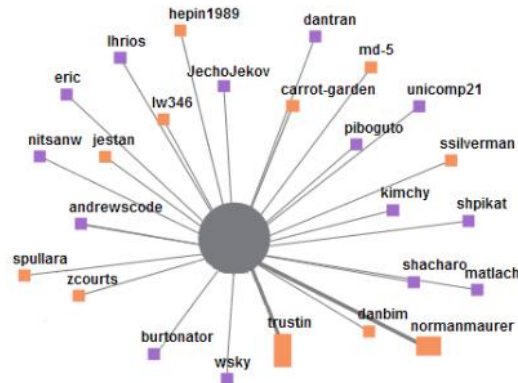 hepin1989
dantran
lhrios
md-5
JechoJekov
carrot-garden
unicomp21
eric
lw346
piboguto
nitsanw
jestan
ssilverman
kimchy
andrewscode
shpikat
spullara
zcourts
shacharo
matlach
trustin
danbim
normanmaurer
burtonator
wsky